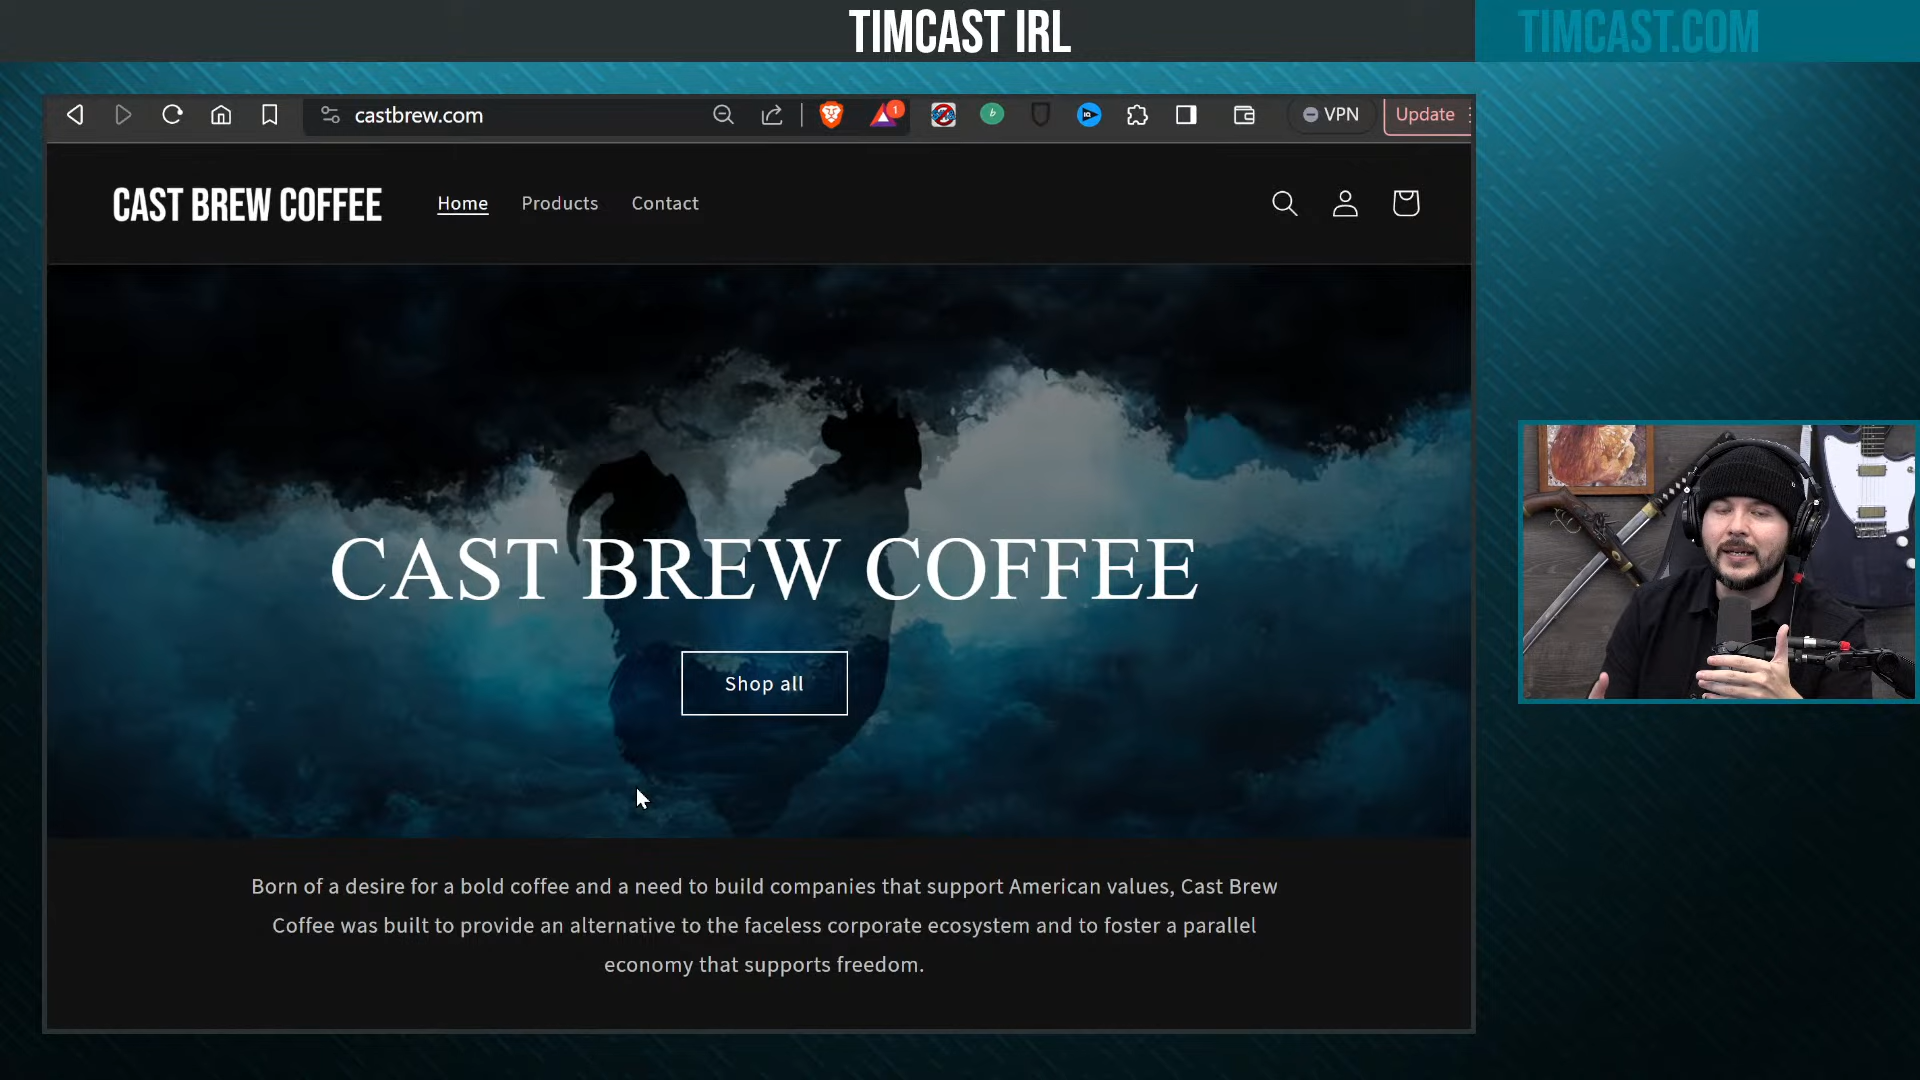 TIMCAST IRL
TIMCAST.COM
castbrew.com
1
VPN
Update
CAST BREW COFFEE
Home
Products
Contact
CAST BREW COFFEE
Shop all
Born of a desire for a bold coffee and a need to build companies that support American values, Cast Brew
Coffee was built to provide an alternative to the faceless corporate ecosystem and to foster a parallel
economy that supports freedom.